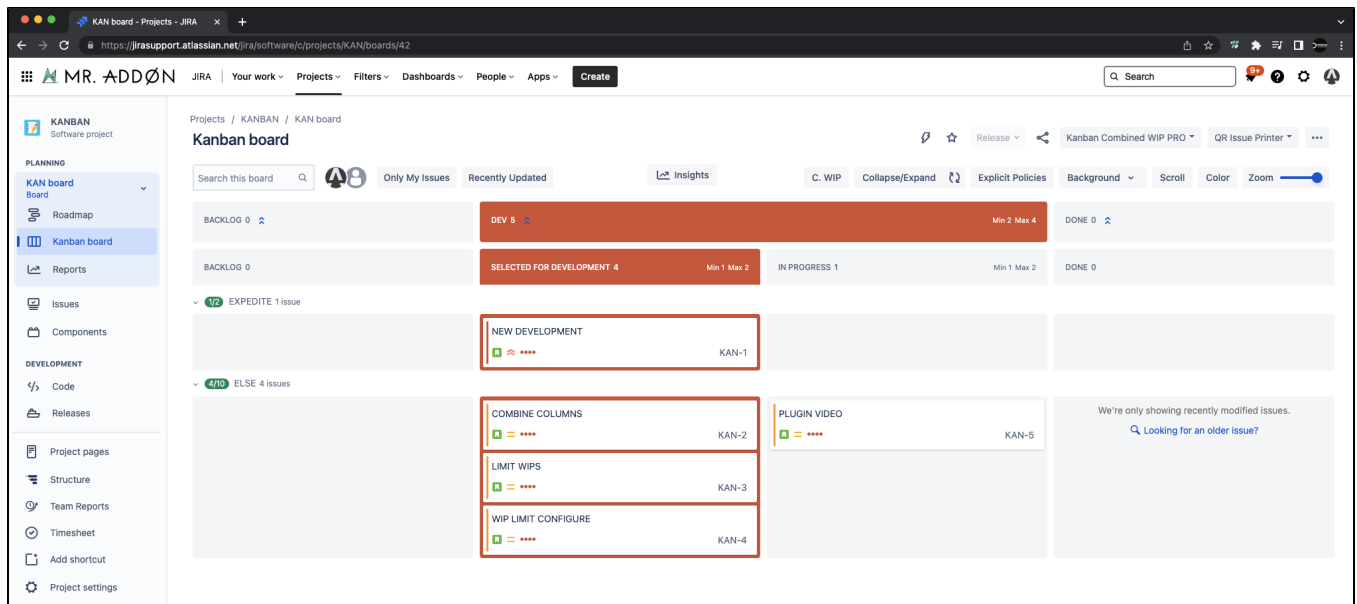 KAN board - Projects - JIRA
https://jirasupport.atlassian.net/jira/software/c/projects/KAN/boards/42
MR. ADDØN JIRA Your work Projects Filters Dashboards People Apps Create Search 9+
KANBAN
Software project
PLANNING
KAN board
Board
Roadmap
Kanban board
Reports
Issues
Components
DEVELOPMENT
Code
Releases
Project pages
Structure
Team Reports
Timesheet
Add shortcut
Project settings
Projects / KANBAN / KAN board
Kanban board
Release Kanban Combined WIP PRO QR Issue Printer
Search this board Only My Issues Recently Updated Insights C. WIP Collapse/Expand Explicit Policies Background Scroll Color Zoom
BACKLOG 0 DEV 5 Min 2 Max 4 DONE 0
BACKLOG 0 SELECTED FOR DEVELOPMENT 4 Min 1 Max 2 IN PROGRESS 1 Min 1 Max 2 DONE 0
1/2 EXPEDITE 1 issue
NEW DEVELOPMENT
KAN-1
4/10 ELSE 4 issues
COMBINE COLUMNS
KAN-2
LIMIT WIPS
KAN-3
WIP LIMIT CONFIGURE
KAN-4
PLUGIN VIDEO
KAN-5
We're only showing recently modified issues.
Looking for an older issue?